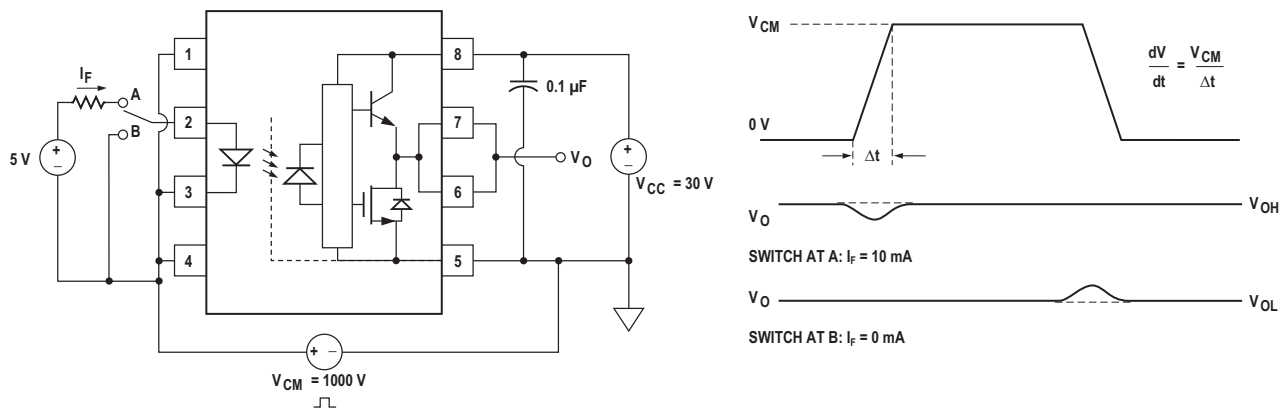 1
8
I_F
A
0.1 µF
2
7
B
V_O
5 V
+
−
+
−
V_CC = 30 V
3
6
4
5
+ −
V_CM = 1000 V
V_CM
dV/dt = V_CM/Δt
0 V
Δt
V_O
V_OH
SWITCH AT A: I_F = 10 mA
V_O
V_OL
SWITCH AT B: I_F = 0 mA